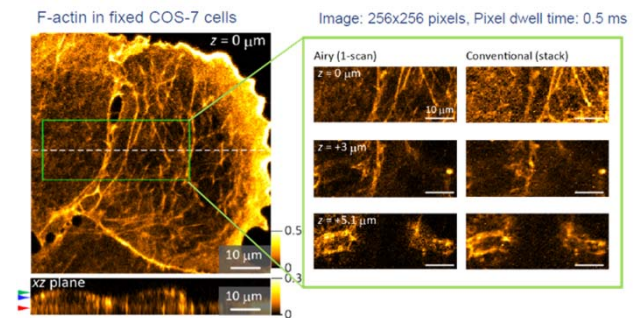 F-actin in fixed COS-7 cells
Image: 256x256 pixels, Pixel dwell time: 0.5 ms
z = 0 μm
0.5
0
10 μm
xz plane
0.3
0
10 μm
Airy (1-scan)
Conventional (stack)
z = 0 μm
10 μm
z = +3 μm
z = +5.1 μm